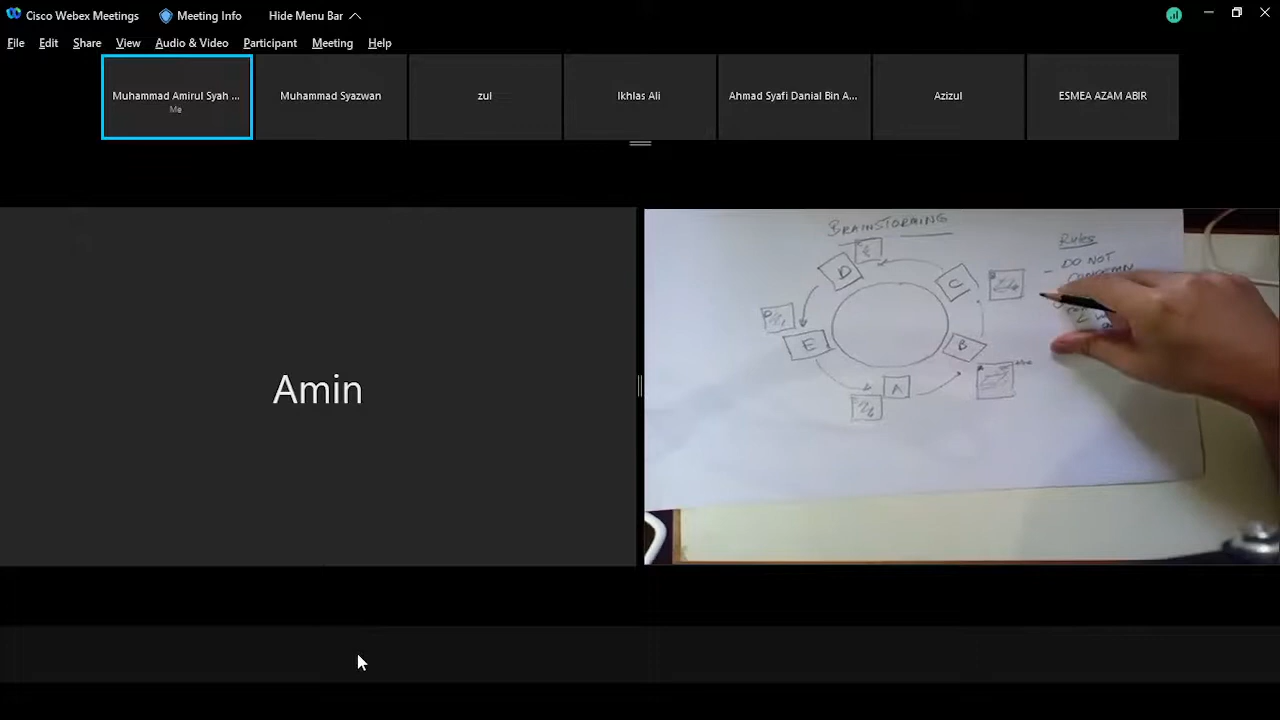 Cisco Webex Meetings Meeting Info Hide Menu Bar
File Edit Share View Audio & Video Participant Meeting Help
Muhammad Amirul Syah ... Muhammad Syazwan zul Ikhlas Ali Ahmad Syafi Danial Bin A... Azizul ESMEA AZAM ABIR
Me
BRAINSTORMING
Rules
- DO NOT
CONDEMN
D
C
E
B
A
Amin